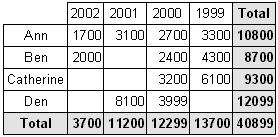 2002 2001 2000 1999 Total
Ann 1700 3100 2700 3300 10800
Ben 2000 2400 4300 8700
Catherine 3200 6100 9300
Den 8100 3999 12099
Total 3700 11200 12299 13700 40899